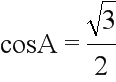 cosA = √3/2